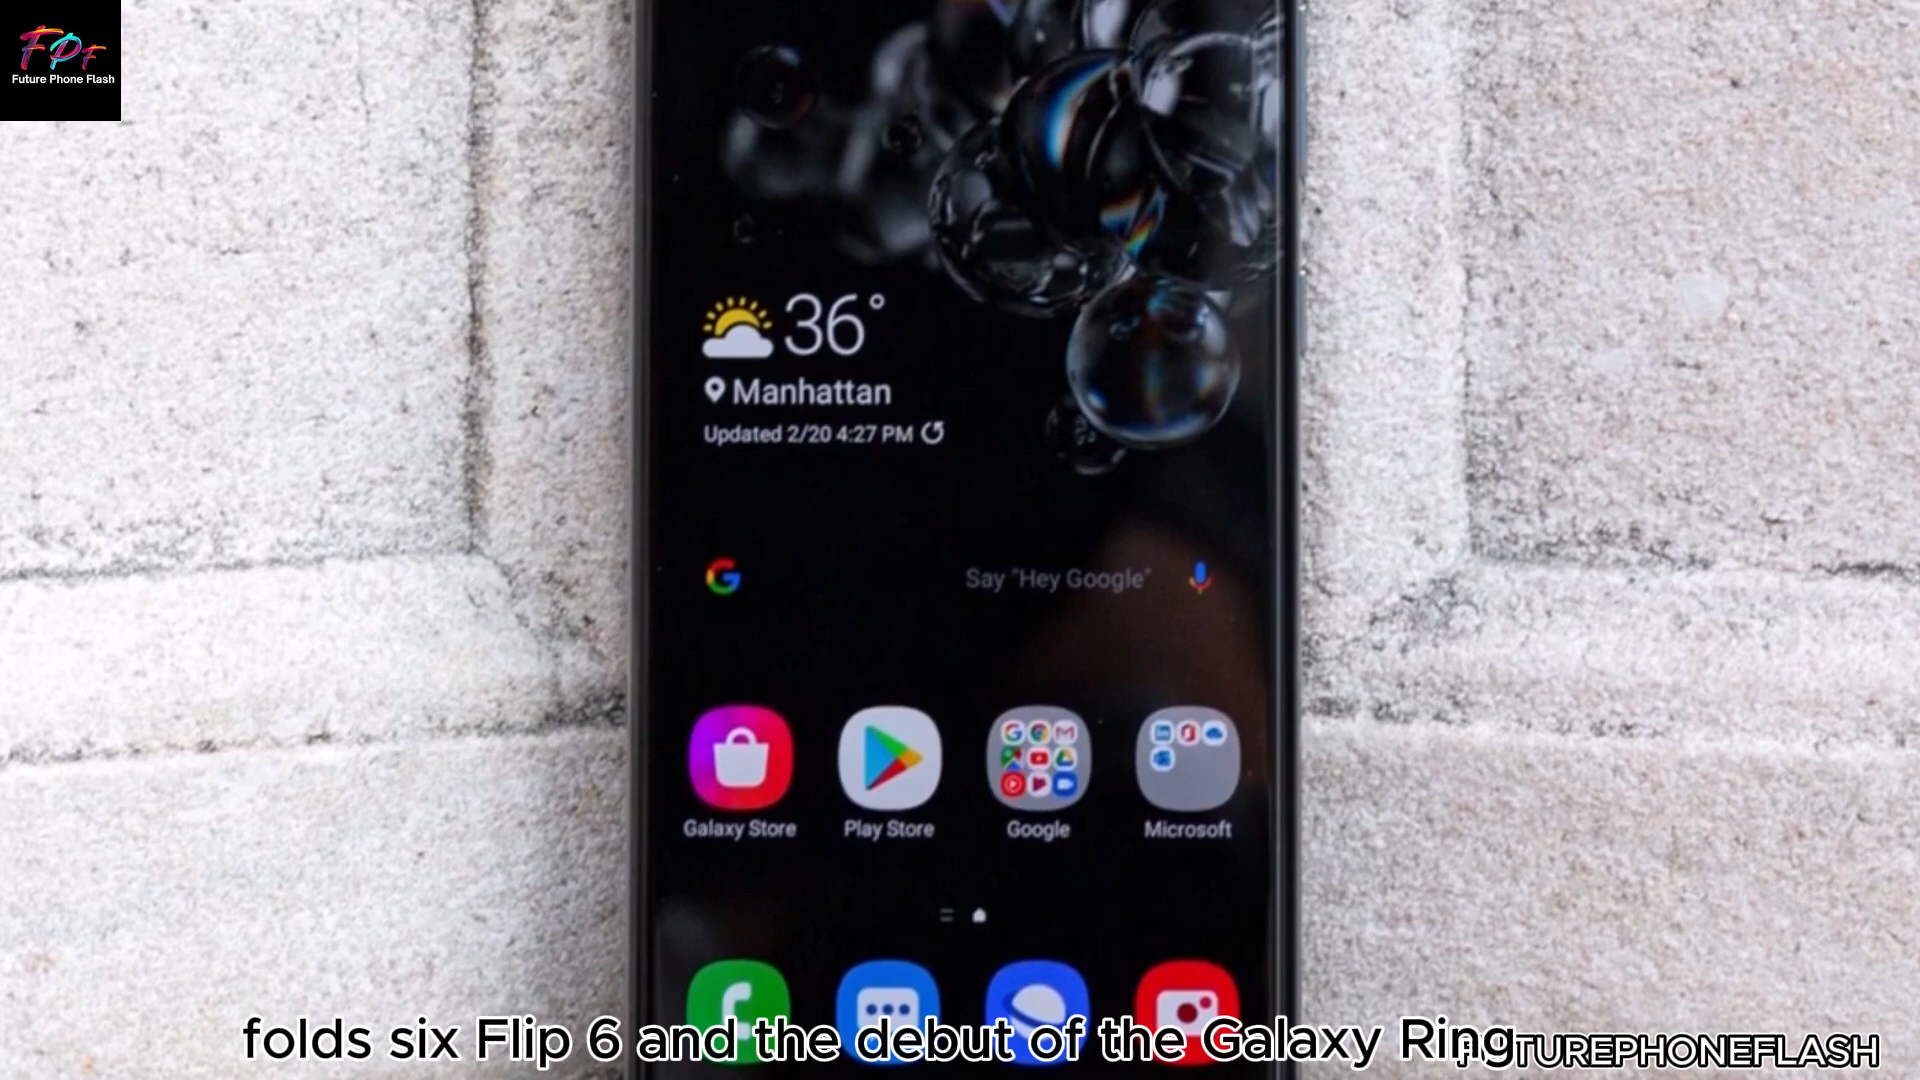 FPF
Future Phone Flash
36°
Manhattan
Updated 2/20 4:27 PM
Say "Hey Google"
Galaxy Store
Play Store
Google
Microsoft
folds six Flip 6 and the debut of the Galaxy Ring
FUTUREPHONEFLASH